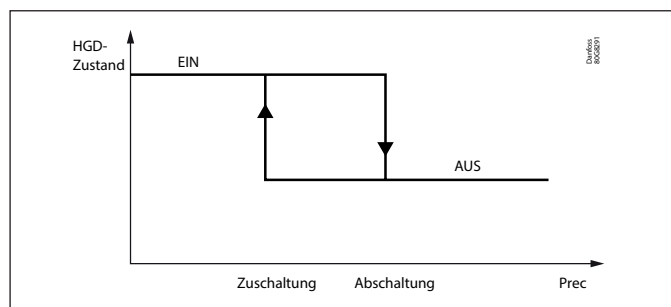 HGD-
Zustand
EIN
AUS
Zuschaltung
Abschaltung
Prec
Danfoss
80G8291